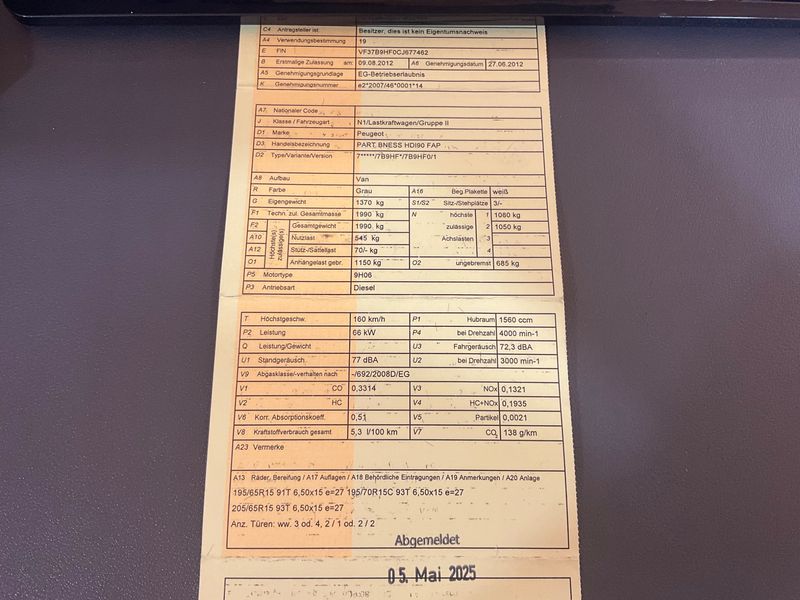 C4 Antragsteller ist Besitzer, dies ist kein Eigentumsnachweis
A4 Verwendungsbestimmung 19
E FIN VF37B9HF0CJ677462
B Erstmalige Zulassung am: 09.08.2012 A6 Genehmigungsdatum 27.06.2012
A5 Genehmigungsgrundlage EG-Betriebserlaubnis
K Genehmigungsnummer e2*2007/46*0001*14
A7 Nationaler Code
J Klasse / Fahrzeugart N1/Lastkraftwagen/Gruppe II
D1 Marke Peugeot
D3 Handelsbezeichnung PART. BNESS HDI90 FAP
D2 Type/Variante/Version 7*****/7B9HF*/7B9HF0/1
A8 Aufbau Van
R Farbe Grau A16 Beg.Plakette weiß
G Eigengewicht 1370 kg S1/S2 Sitz-/Stehplätze 3/-
F1 Techn. zul. Gesamtmasse 1990 kg N höchste 1 1060 kg
F2 Höchste(s) zulässige(s) Gesamtgewicht 1990 kg zulässige 2 1050 kg
A10 Nutzlast 545 kg Achslasten 3
A12 Stütz-/Sattellast 70/- kg 4
O1 Anhängelast gebr. 1150 kg O2 ungebremst 685 kg
P5 Motortype 9H06
P3 Antriebsart Diesel
T Höchstgeschw. 160 km/h P1 Hubraum 1560 ccm
P2 Leistung 66 kW P4 bei Drehzahl 4000 min-1
Q Leistung/Gewicht U3 Fahrgeräusch 72,3 dBA
U1 Standgeräusch 77 dBA U2 bei Drehzahl 3000 min-1
V9 Abgasklasse/-verhalten nach -/692/2008D/EG
V1 CO 0,3314 V3 NOx 0,1321
V2 HC V4 HC+NOx 0,1935
V6 Korr. Absorptionskoeff. 0,51 V5 Partikel 0,0021
V8 Kraftstoffverbrauch gesamt 5,3 l/100 km V7 CO2 138 g/km
A23 Vermerke
A13 Räder, Bereifung / A17 Auflagen / A18 Behördliche Eintragungen / A19 Anmerkungen / A20 Anlage
195/65R15 91T 6,50x15 e=27 195/70R15C 93T 6,50x15 e=27
205/65R15 93T 6,50x15 e=27
Anz. Türen: ww. 3 od. 4, 2 / 1 od. 2 / 2
Abgemeldet
05. Mai 2025